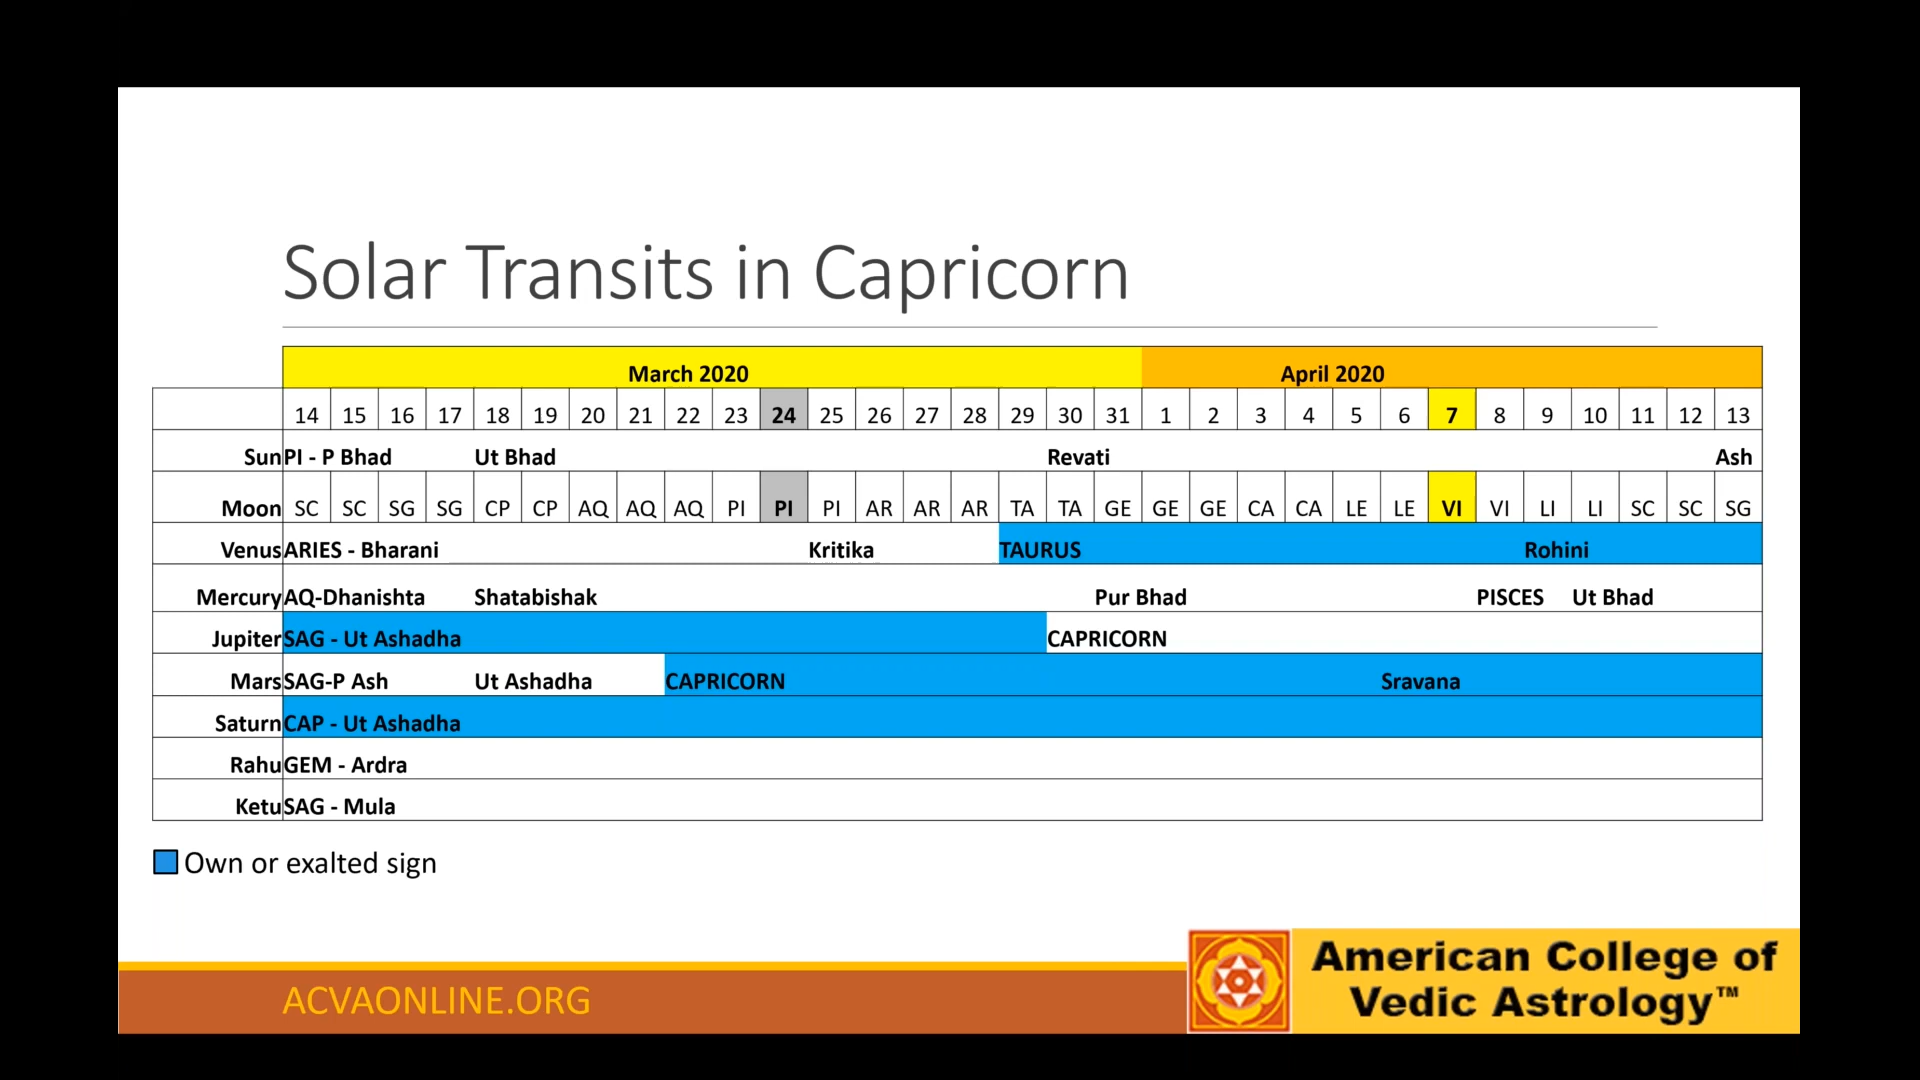 Solar Transits in Capricorn
March 2020 April 2020
14 15 16 17 18 19 20 21 22 23 24 25 26 27 28 29 30 31 1 2 3 4 5 6 7 8 9 10 11 12 13
Sun PI - P Bhad Ut Bhad Revati Ash
Moon SC SC SG SG CP CP AQ AQ AQ PI PI PI AR AR AR TA TA GE GE GE CA CA LE LE VI VI LI LI SC SC SG
Venus ARIES - Bharani Kritika TAURUS Rohini
Mercury AQ-Dhanishta Shatabishak Pur Bhad PISCES Ut Bhad
Jupiter SAG - Ut Ashadha CAPRICORN
Mars SAG-P Ash Ut Ashadha CAPRICORN Sravana
Saturn CAP - Ut Ashadha
Rahu GEM - Ardra
Ketu SAG - Mula
Own or exalted sign
ACVAONLINE.ORG
American College of
Vedic Astrology™